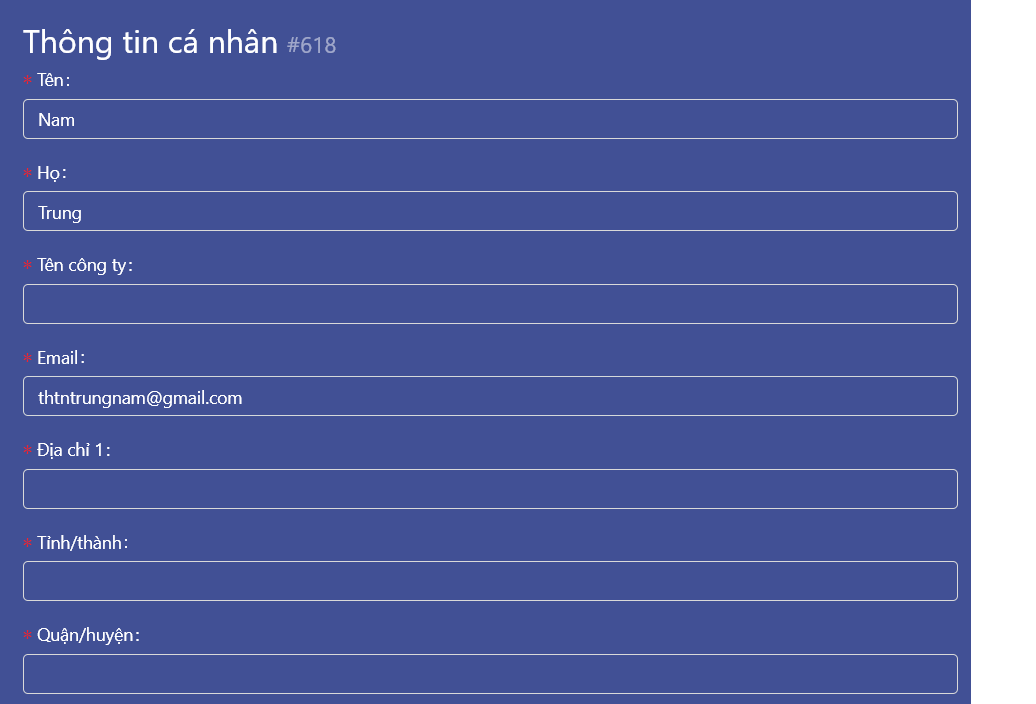 Thông tin cá nhân #618
* Tên:
Nam
* Họ:
Trung
* Tên công ty:
* Email:
thtntrungnam@gmail.com
* Địa chỉ 1:
* Tỉnh/thành:
* Quận/huyện: